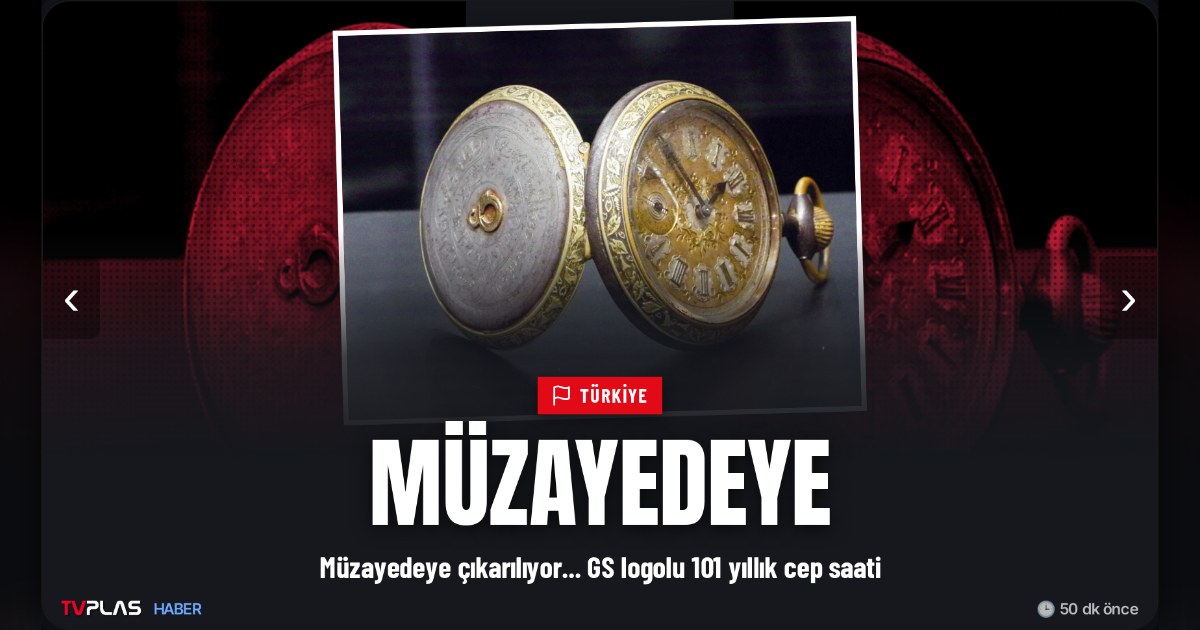 TÜRKİYE
MÜZAYEDEYE
Müzayedeye çıkarılıyor... GS logolu 101 yıllık cep saati
TVPLAS HABER
50 dk önce